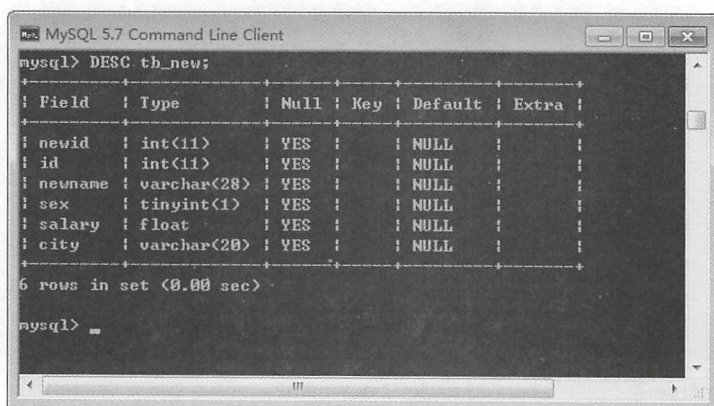 MySQL 5.7 Command Line Client
mysql> DESC tb_new;
+---------+-------------+------+-----+---------+-------+
| Field | Type | Null | Key | Default | Extra |
+---------+-------------+------+-----+---------+-------+
| newid | int(11) | YES | | NULL | |
| id | int(11) | YES | | NULL | |
| newname | varchar(28) | YES | | NULL | |
| sex | tinyint(1) | YES | | NULL | |
| salary | float | YES | | NULL | |
| city | varchar(20) | YES | | NULL | |
+---------+-------------+------+-----+---------+-------+
6 rows in set (0.00 sec)
mysql> _